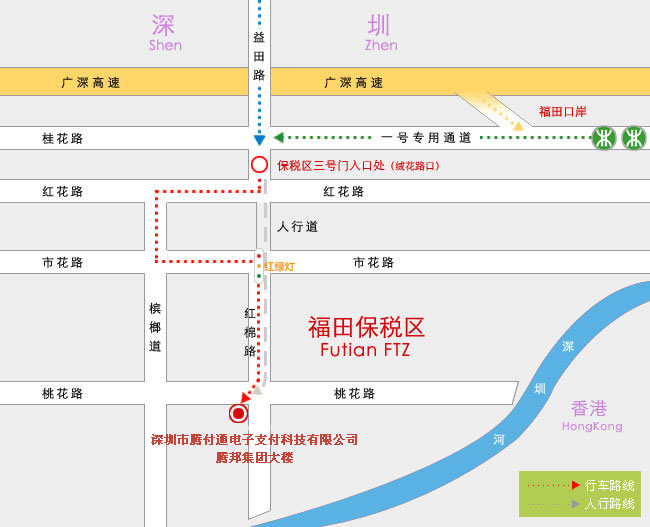 深 圳
Shen Zhen
益田路
广深高速 广深高速
福田口岸
桂花路 一号专用通道
保税区三号门入口处（绒花路口）
红花路 红花路
人行道
市花路 红绿灯 市花路
槟榔道
红棉路
福田保税区
Futian FTZ
深圳河
桃花路 桃花路
香港
HongKong
深圳市腾付通电子支付科技有限公司
腾邦集团大楼
行车路线
人行路线